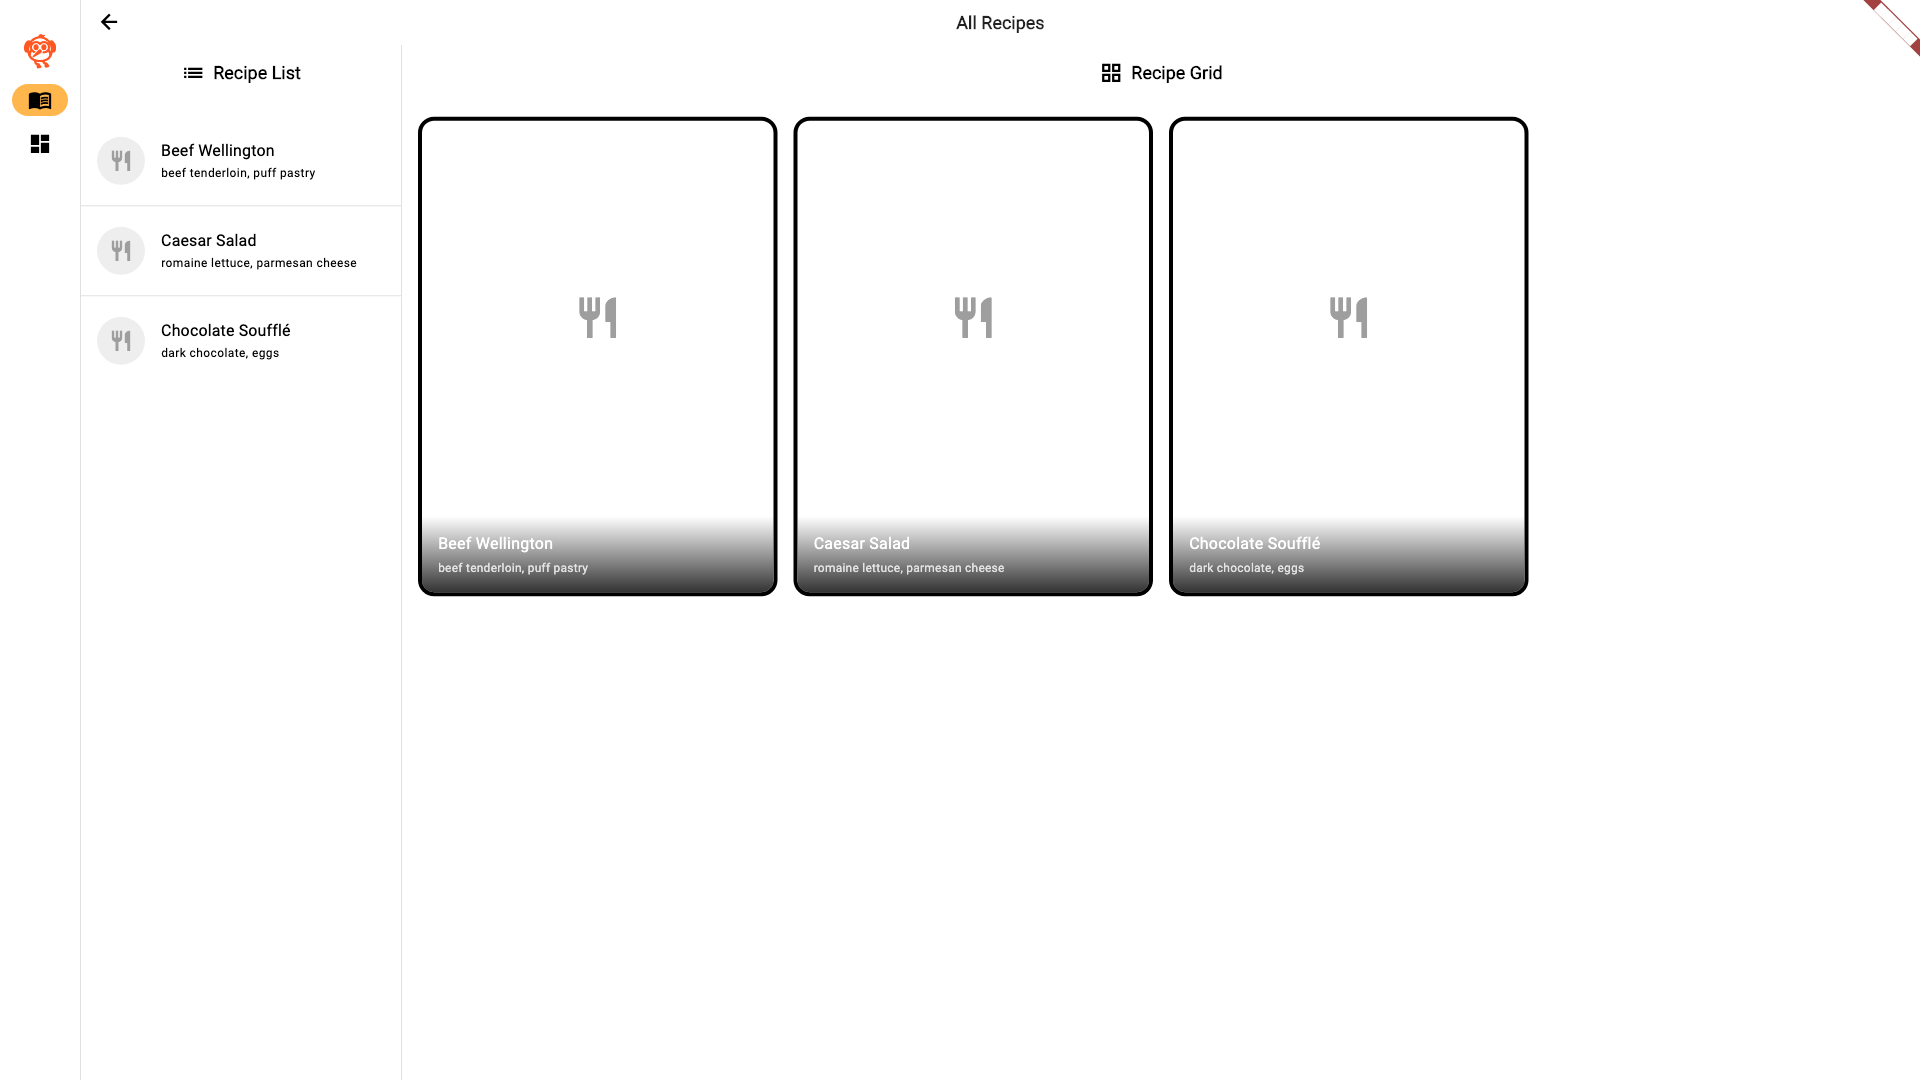 All Recipes
Recipe List
Beef Wellington
beef tenderloin, puff pastry
Caesar Salad
romaine lettuce, parmesan cheese
Chocolate Soufflé
dark chocolate, eggs
Recipe Grid
Beef Wellington
beef tenderloin, puff pastry
Caesar Salad
romaine lettuce, parmesan cheese
Chocolate Soufflé
dark chocolate, eggs